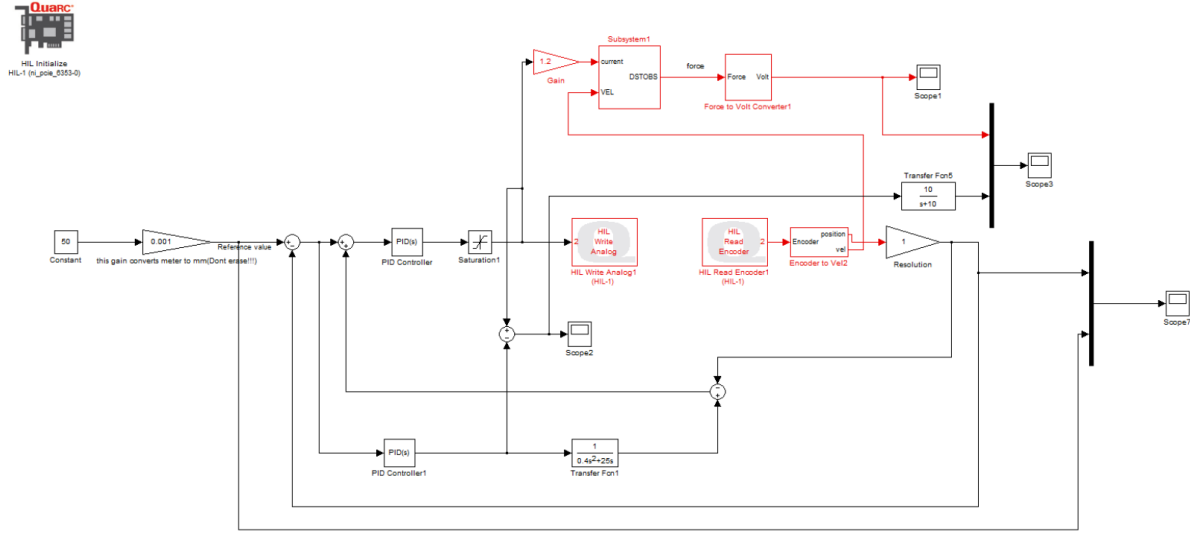 QuaRC
HIL Initialize
HIL-1 (ni_pcie_6353-0)
Subsystem1
1.2
Gain
current
DSTOBS
VEL
force
Force
Volt
Force to Volt Converter1
Scope1
Transfer Fcn5
10
s+10
Scope3
50
Constant
0.001
this gain converts meter to mm(Dont erase!!!)
Reference value
PID(s)
PID Controller
Saturation1
2
HIL
Write
Analog
HIL Write Analog1
(HIL-1)
HIL
Read
Encoder
2
HIL Read Encoder1
(HIL-1)
Encoder
position
vel
Encoder to Vel2
1
Resolution
Scope7
Scope2
PID(s)
PID Controller1
1
0.4s²+25s
Transfer Fcn1